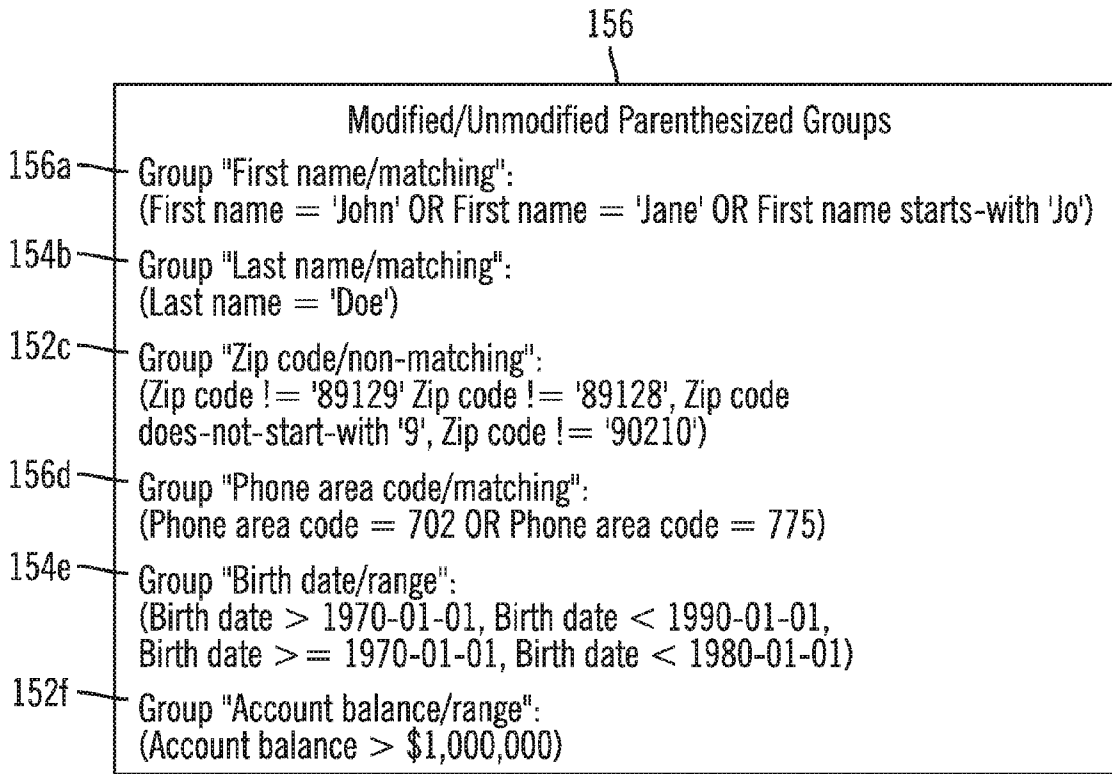 156
Modified/Unmodified Parenthesized Groups
156a
Group "First name/matching":
(First name = 'John' OR First name = 'Jane' OR First name starts-with 'Jo')
154b
Group "Last name/matching":
(Last name = 'Doe')
152c
Group "Zip code/non-matching":
(Zip code != '89129' Zip code != '89128', Zip code
does-not-start-with '9', Zip code != '90210')
156d
Group "Phone area code/matching":
(Phone area code = 702 OR Phone area code = 775)
154e
Group "Birth date/range":
(Birth date > 1970-01-01, Birth date < 1990-01-01,
Birth date >= 1970-01-01, Birth date < 1980-01-01)
152f
Group "Account balance/range":
(Account balance > $1,000,000)